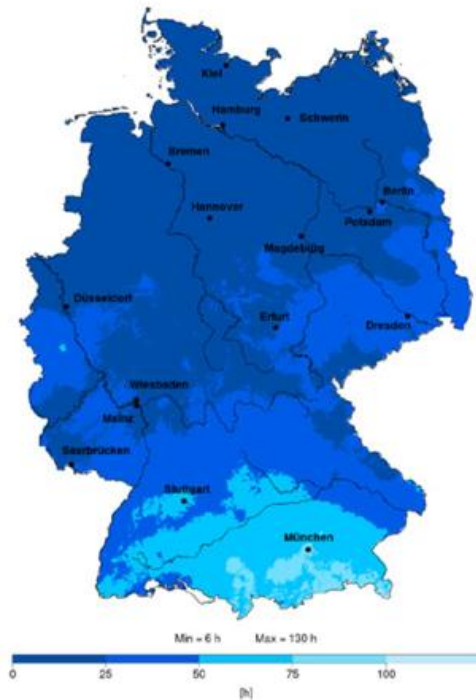 Kiel
Hamburg
Schwerin
Bremen
Berlin
Hannover
Potsdam
Magdeburg
Düsseldorf
Erfurt
Dresden
Wiesbaden
Mainz
Saarbrücken
Stuttgart
München
Min = 6 h Max = 130 h
0 25 50 75 100
[h]